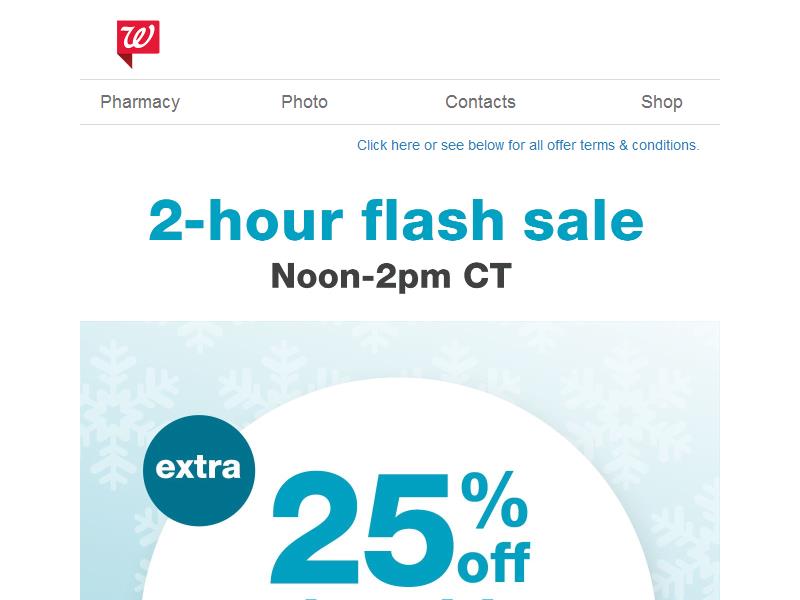 W
Pharmacy Photo Contacts Shop
Click here or see below for all offer terms & conditions.
2-hour flash sale
Noon-2pm CT
extra
25% off